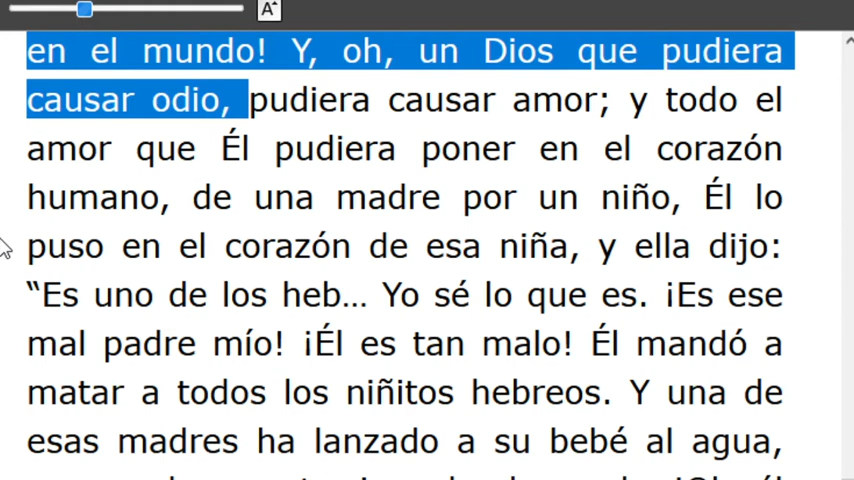 A
en el mundo! Y, oh, un Dios que pudiera
causar odio, pudiera causar amor; y todo el
amor que Él pudiera poner en el corazón
humano, de una madre por un niño, Él lo
puso en el corazón de esa niña, y ella dijo:
“Es uno de los heb… Yo sé lo que es. ¡Es ese
mal padre mío! ¡Él es tan malo! Él mandó a
matar a todos los niñitos hebreos. Y una de
esas madres ha lanzado a su bebé al agua,